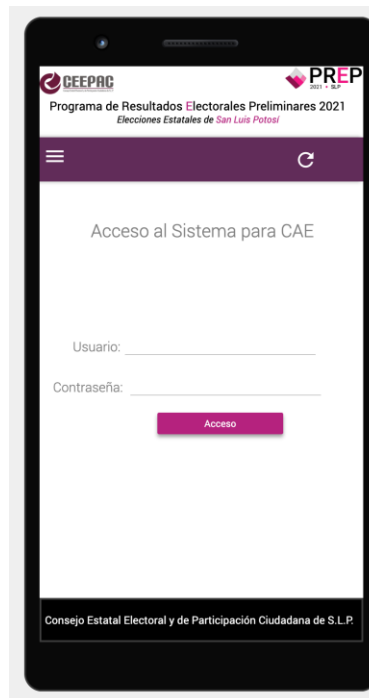 CEEPAC
PREP
2021 • SLP
Programa de Resultados Electorales Preliminares 2021
Elecciones Estatales de San Luis Potosí
Acceso al Sistema para CAE
Usuario:
Contraseña:
Acceso
Consejo Estatal Electoral y de Participación Ciudadana de S.L.P.